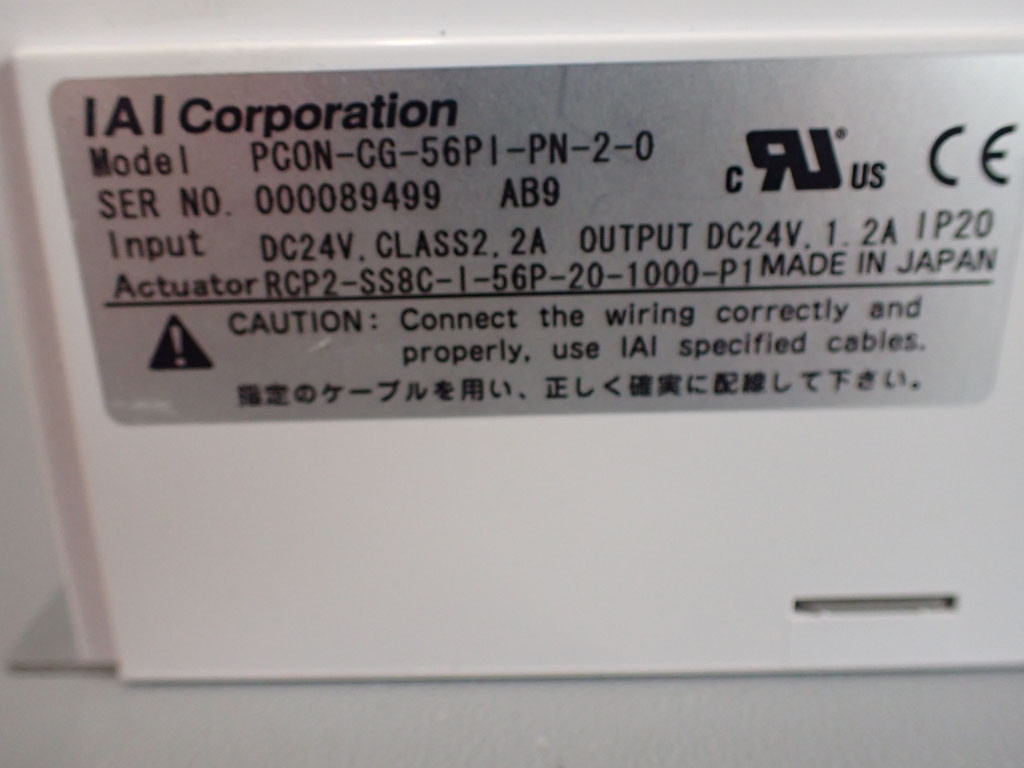 IAI Corporation
Model PCON-CG-56PI-PN-2-0
SER NO. 000089499 AB9
Input DC24V. CLASS2. 2A OUTPUT DC24V. 1. 2A IP20
Actuator RCP2-SS8C-I-56P-20-1000-P1 MADE IN JAPAN
c RU® US CE
CAUTION: Connect the wiring correctly and
properly, use IAI specified cables.
指定のケーブルを用い、正しく確実に配線して下さい。